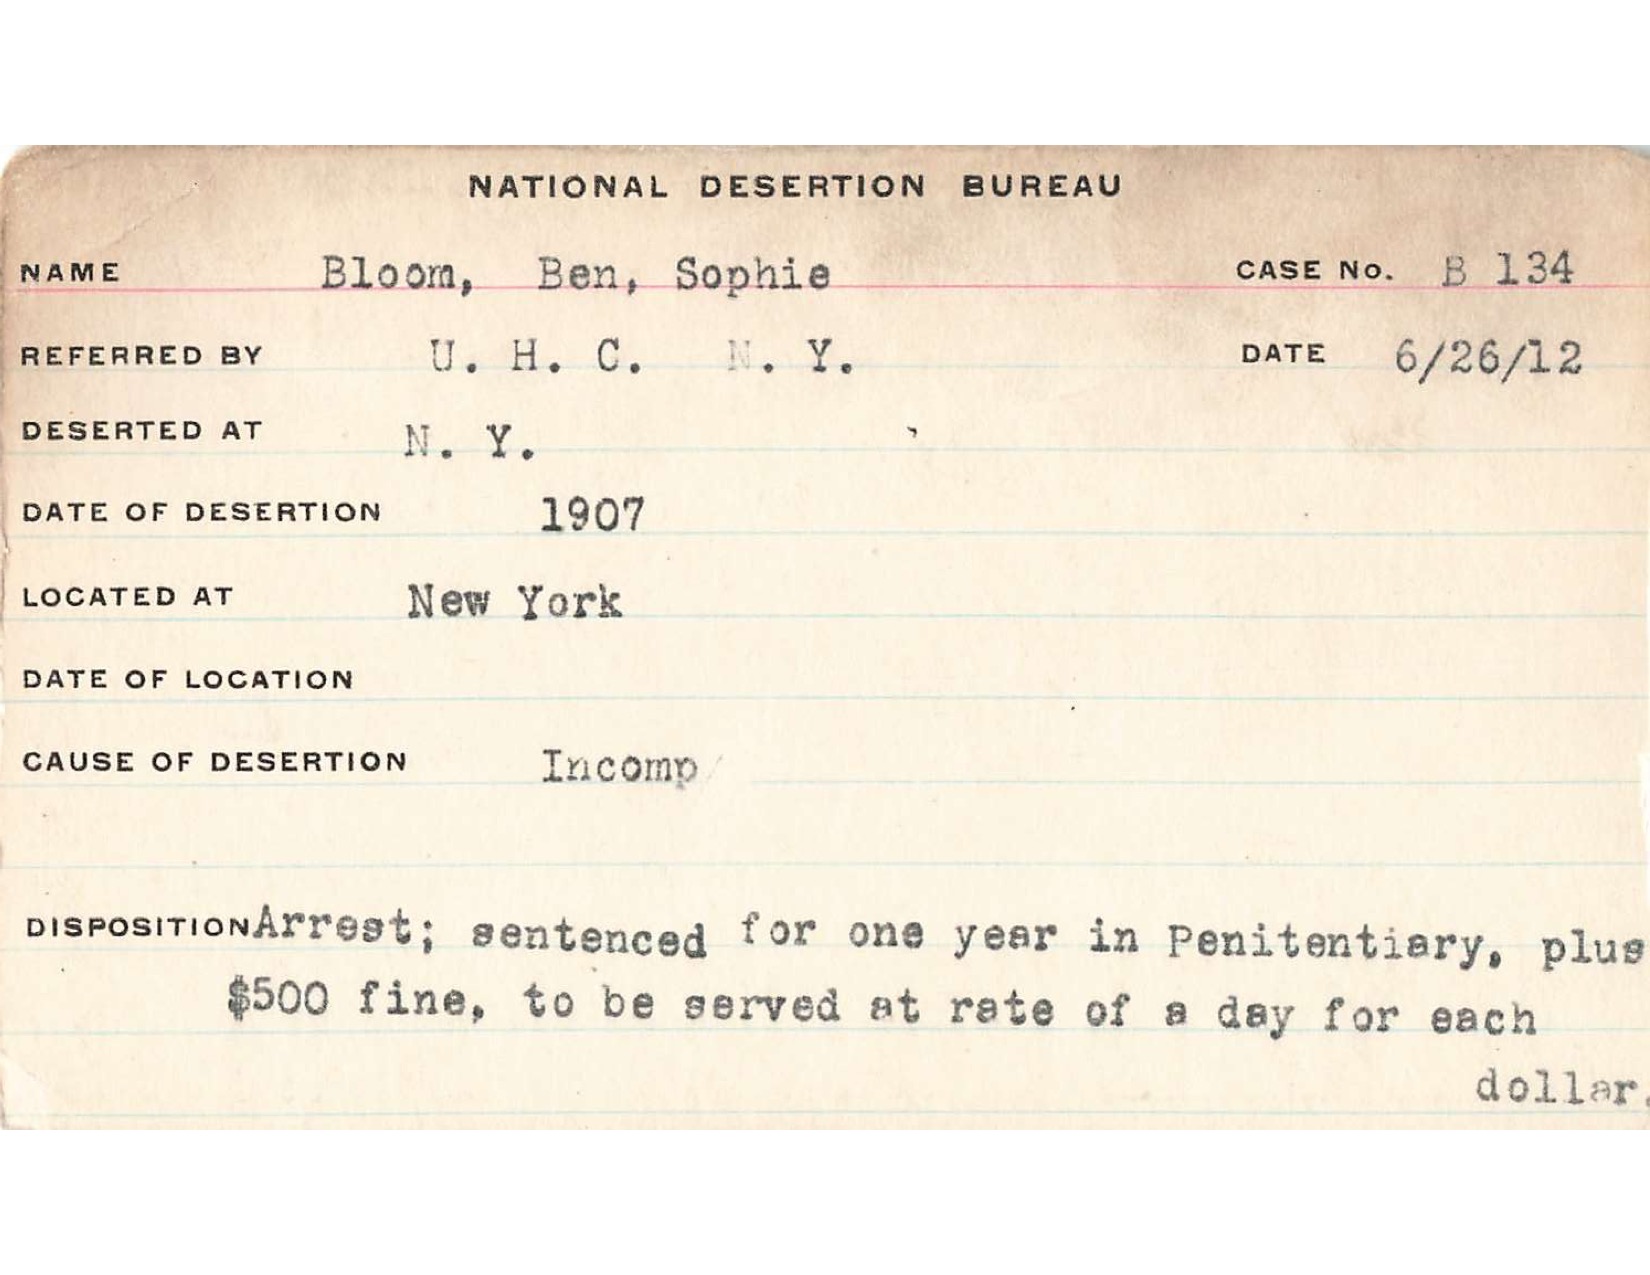 NATIONAL DESERTION BUREAU
NAME Bloom, Ben, Sophie CASE No. B 134
REFERRED BY U. H. C. N. Y. DATE 6/26/12
DESERTED AT N. Y.
DATE OF DESERTION 1907
LOCATED AT New York
DATE OF LOCATION
CAUSE OF DESERTION Incomp
DISPOSITION Arrest; sentenced for one year in Penitentiary, plus
$500 fine, to be served at rate of a day for each
dollar.